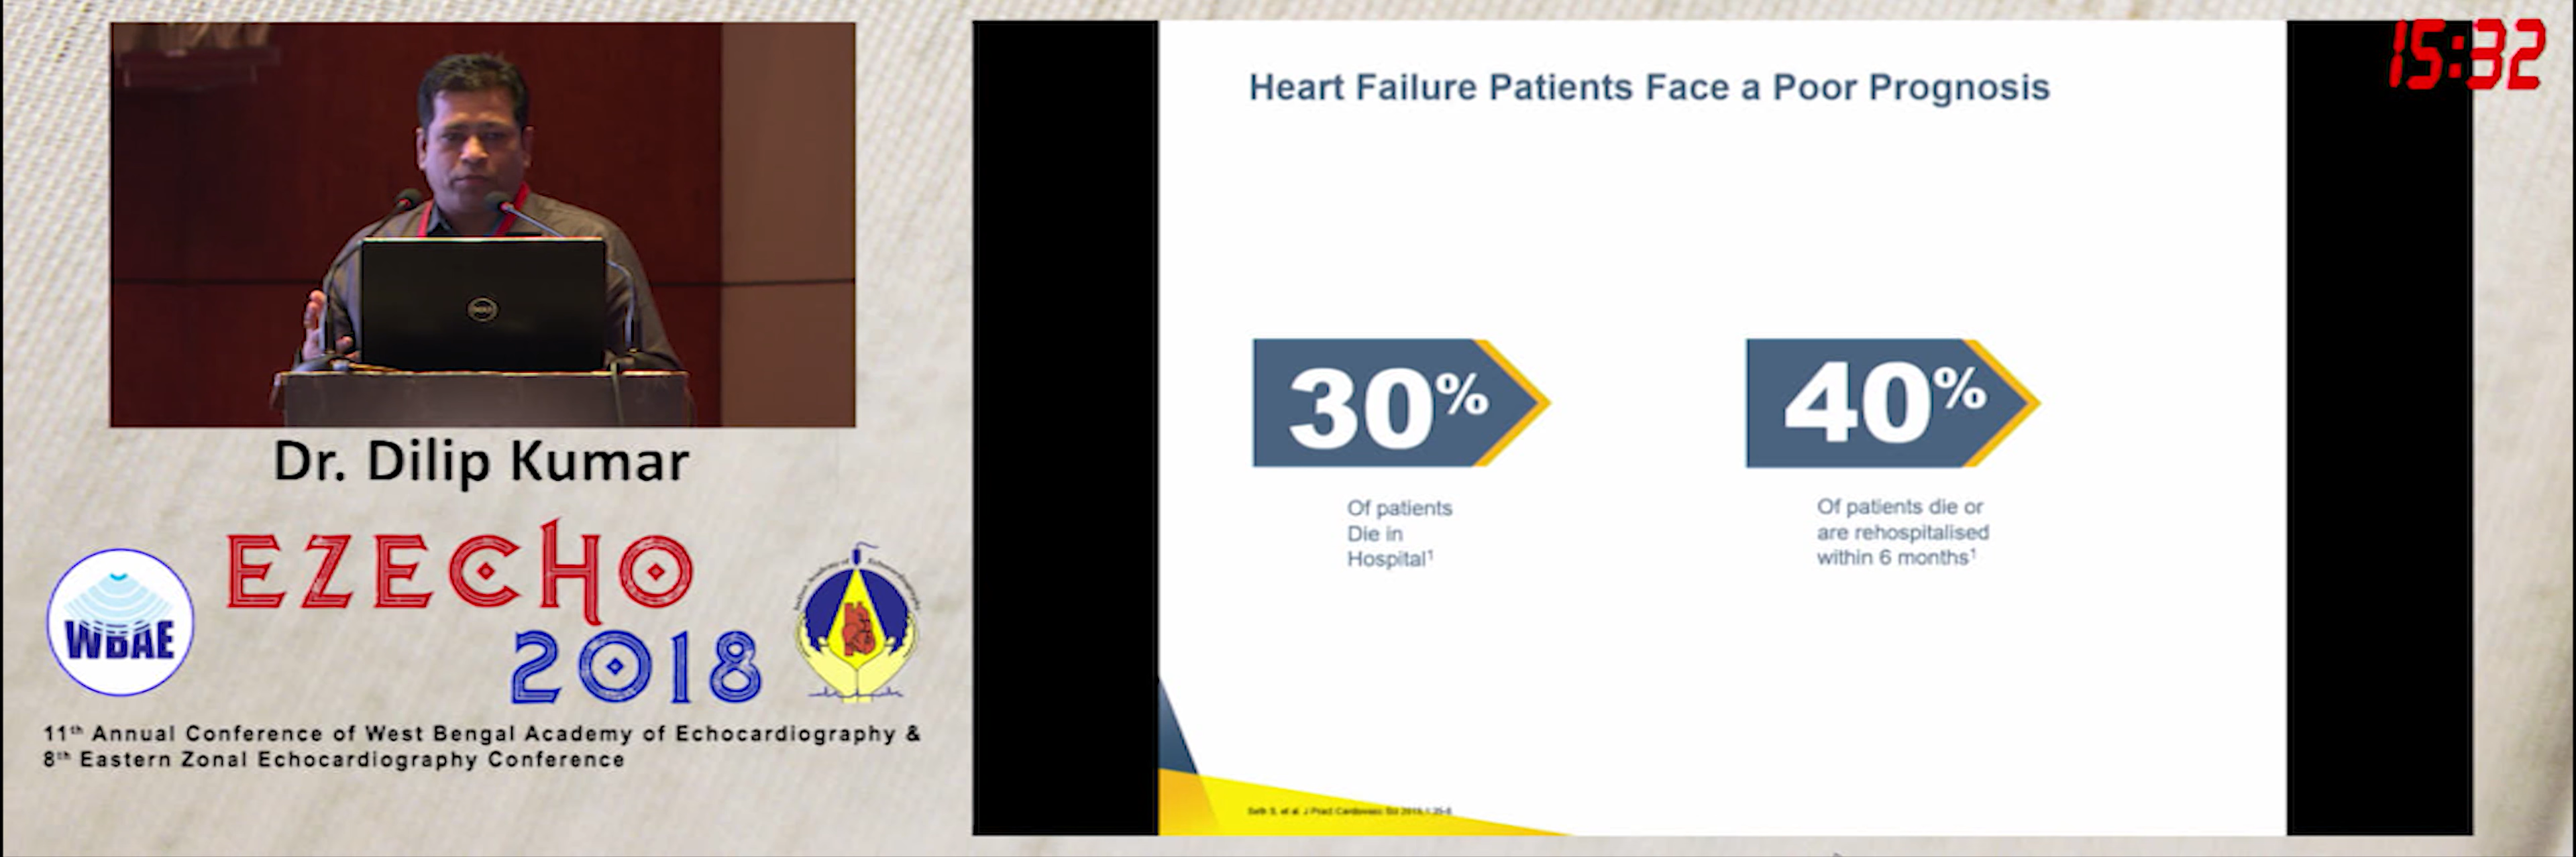 15:32
Heart Failure Patients Face a Poor Prognosis
30%
Of patients
Die in
Hospital¹
40%
Of patients die or
are rehospitalised
within 6 months¹
Dr. Dilip Kumar
EZECHO
2018
WBAE
11th Annual Conference of West Bengal Academy of Echocardiography &
8th Eastern Zonal Echocardiography Conference